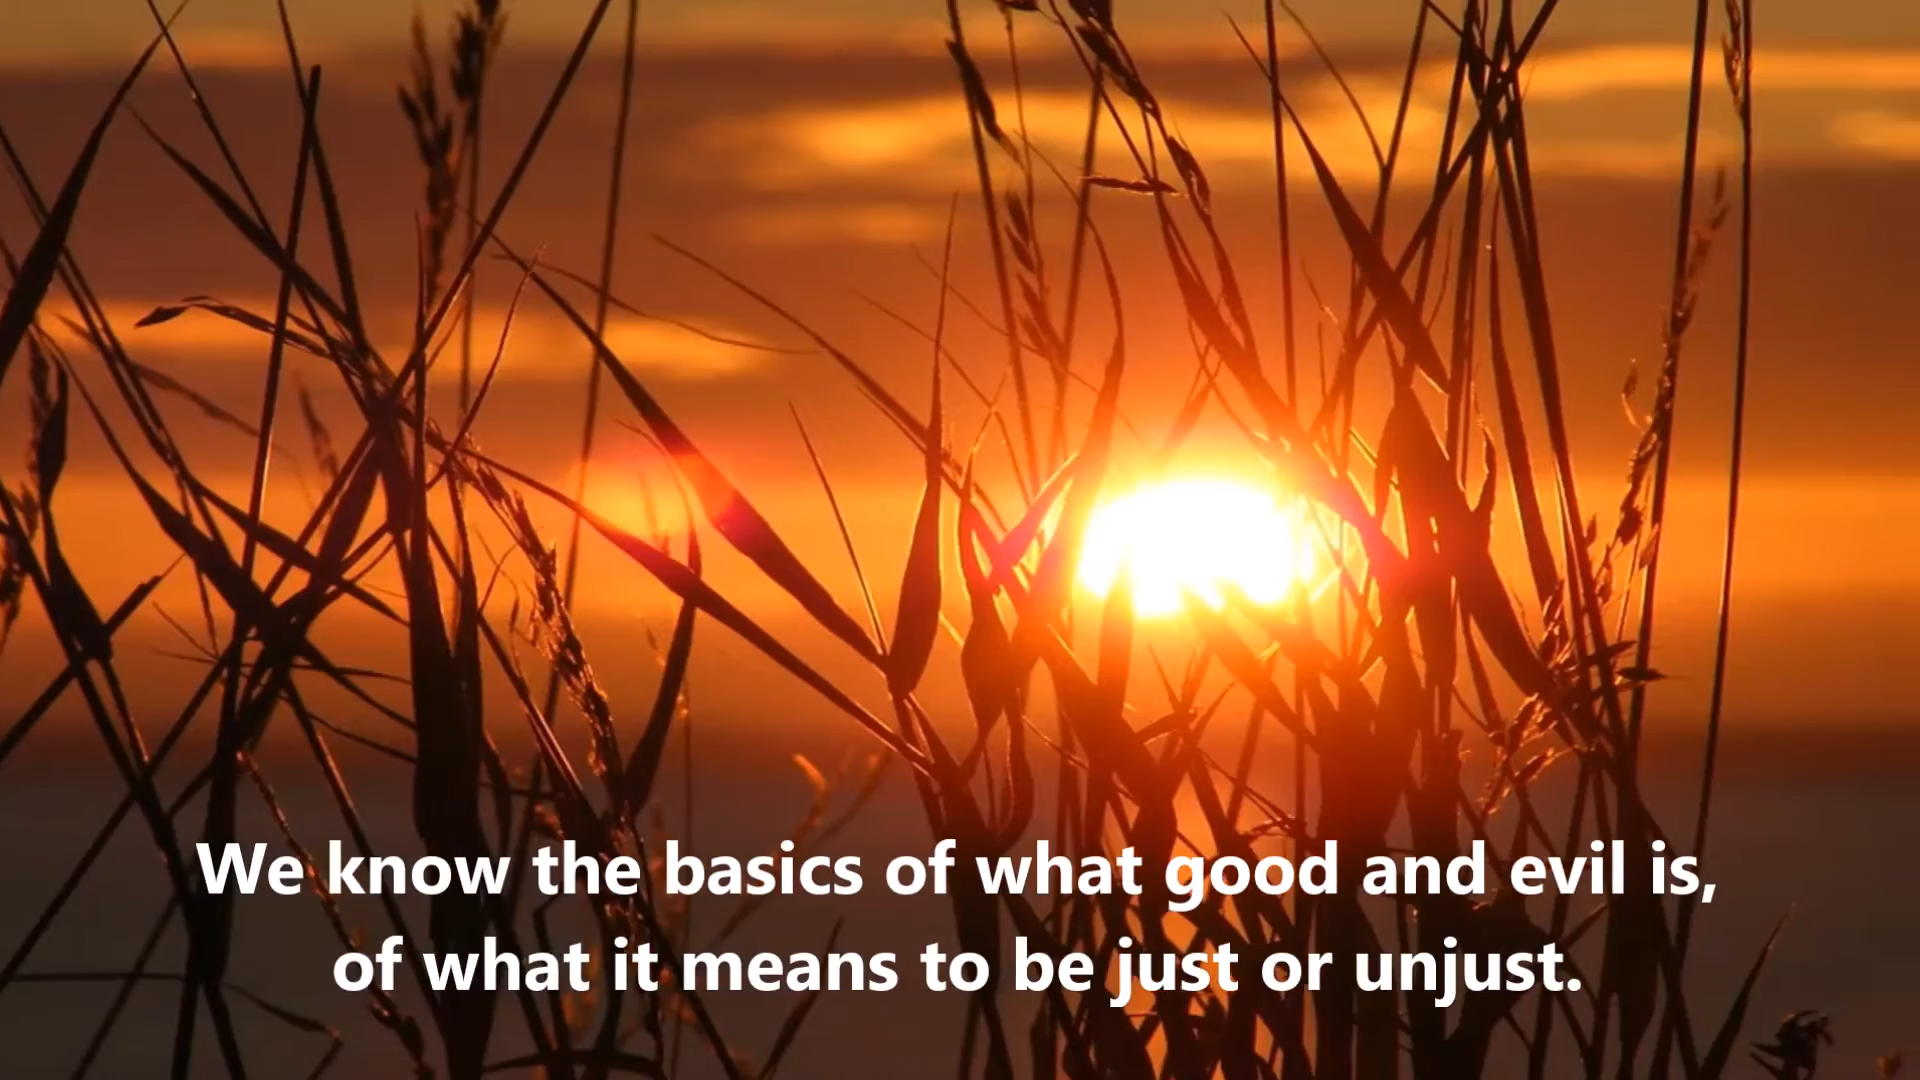 We know the basics of what good and evil is,
of what it means to be just or unjust.